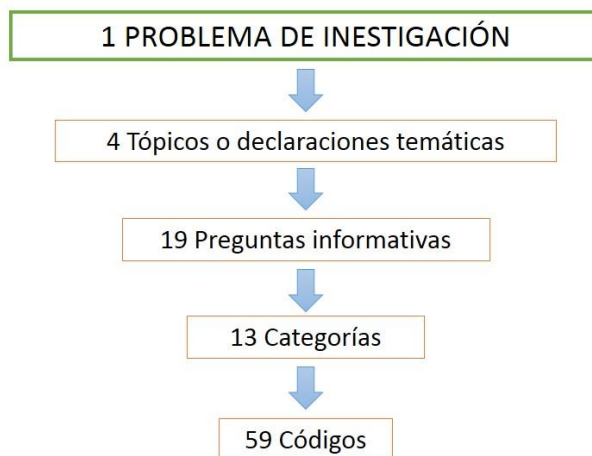 1 PROBLEMA DE INESTIGACIÓN
4 Tópicos o declaraciones temáticas
19 Preguntas informativas
13 Categorías
59 Códigos